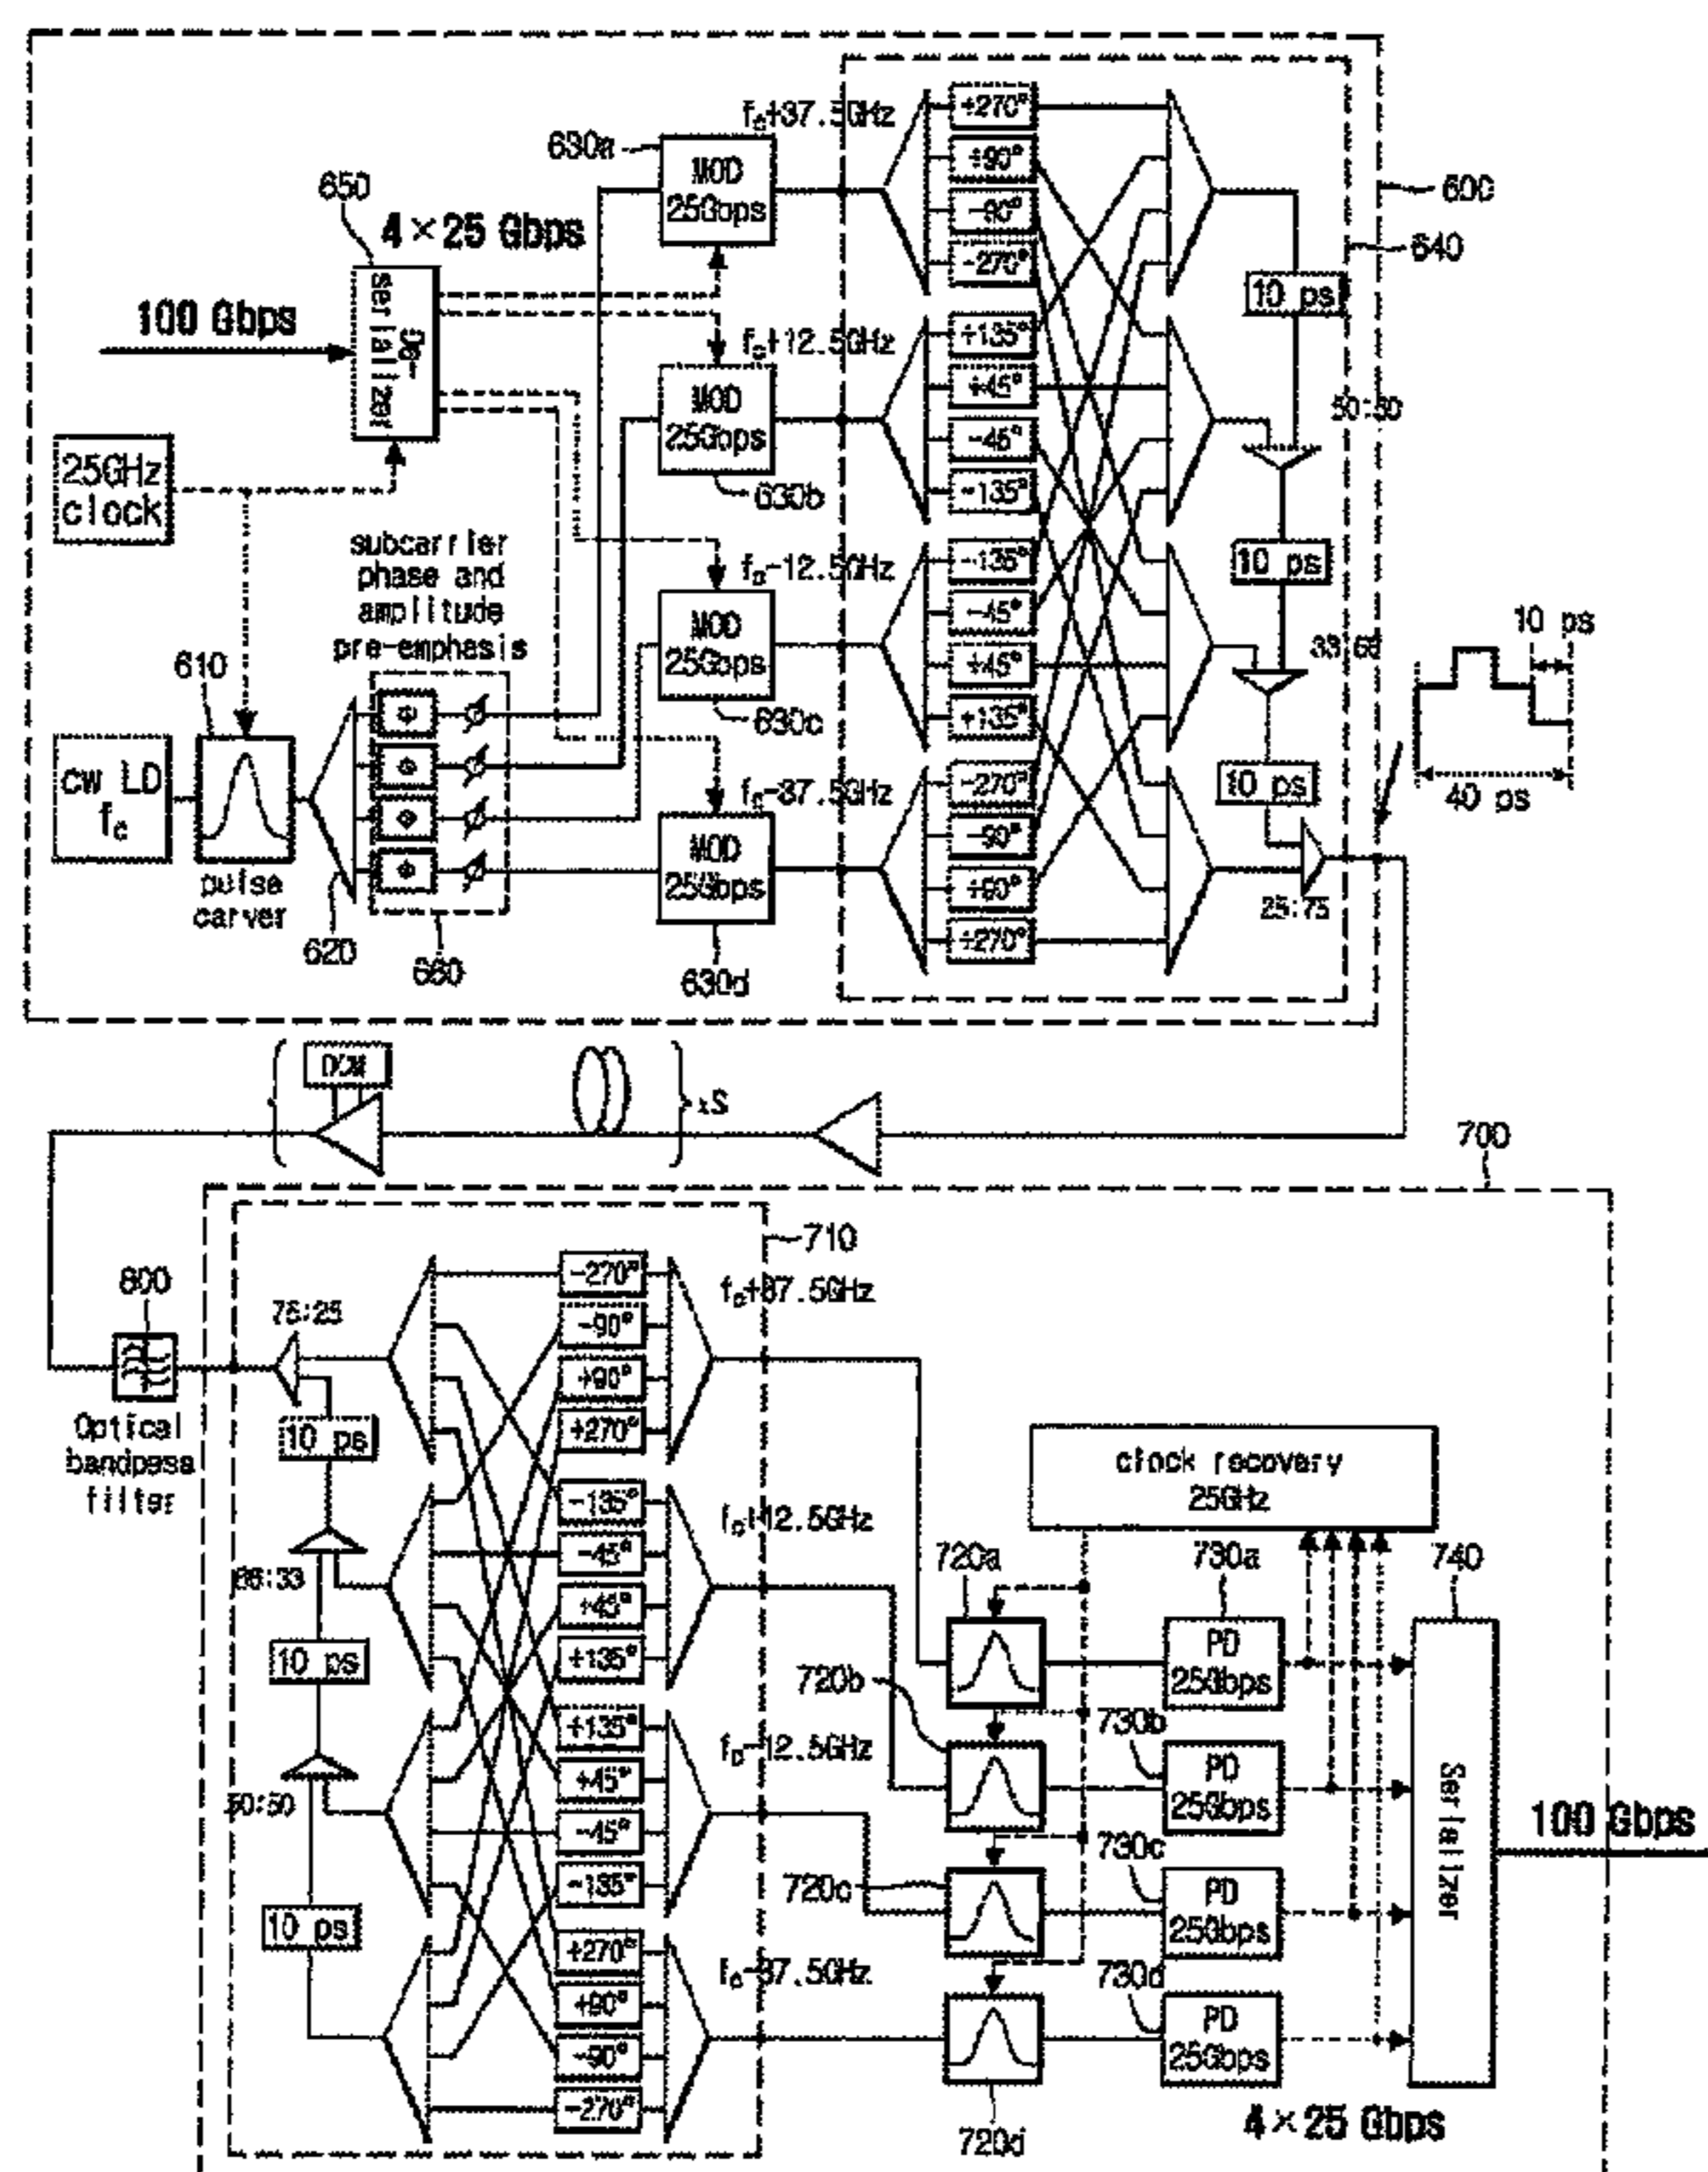 630a
MOD
25Gbps
fc+37.5GHz
+270°
+90°
-90°
-270°
600
640
650
4×25 Gbps
De-
serializer
100 Gbps
10 ps
fc+12.5GHz
MOD
25Gbps
630b
+135°
+45°
-45°
-135°
50:50
25GHz
clock
subcarrier
phase and
amplitude
pre-emphasis
fc-12.5GHz
MOD
25Gbps
630c
-135°
-45°
+45°
+135°
10 ps
10 ps
40 ps
610
cw LD
fc
pulse
carver
620
Φ
Φ
Φ
Φ
660
fc-37.5GHz
MOD
25Gbps
630d
-270°
-90°
+90°
+270°
10 ps
25:75
DCM
xS
700
710
800
Optical
bandpass
filter
75:25
10 ps
-270°
-90°
+90°
+270°
fc+37.5GHz
66:33
10 ps
-135°
-45°
+45°
+135°
fc+12.5GHz
50:50
10 ps
+135°
+45°
-45°
-135°
fc-12.5GHz
+270°
+90°
-90°
-270°
fc-37.5GHz
clock recovery
25GHz
720a
730a
740
PD
25Gbps
720b
730b
PD
25Gbps
720c
730c
PD
25Gbps
730d
PD
25Gbps
720d
Serializer
100 Gbps
4×25 Gbps